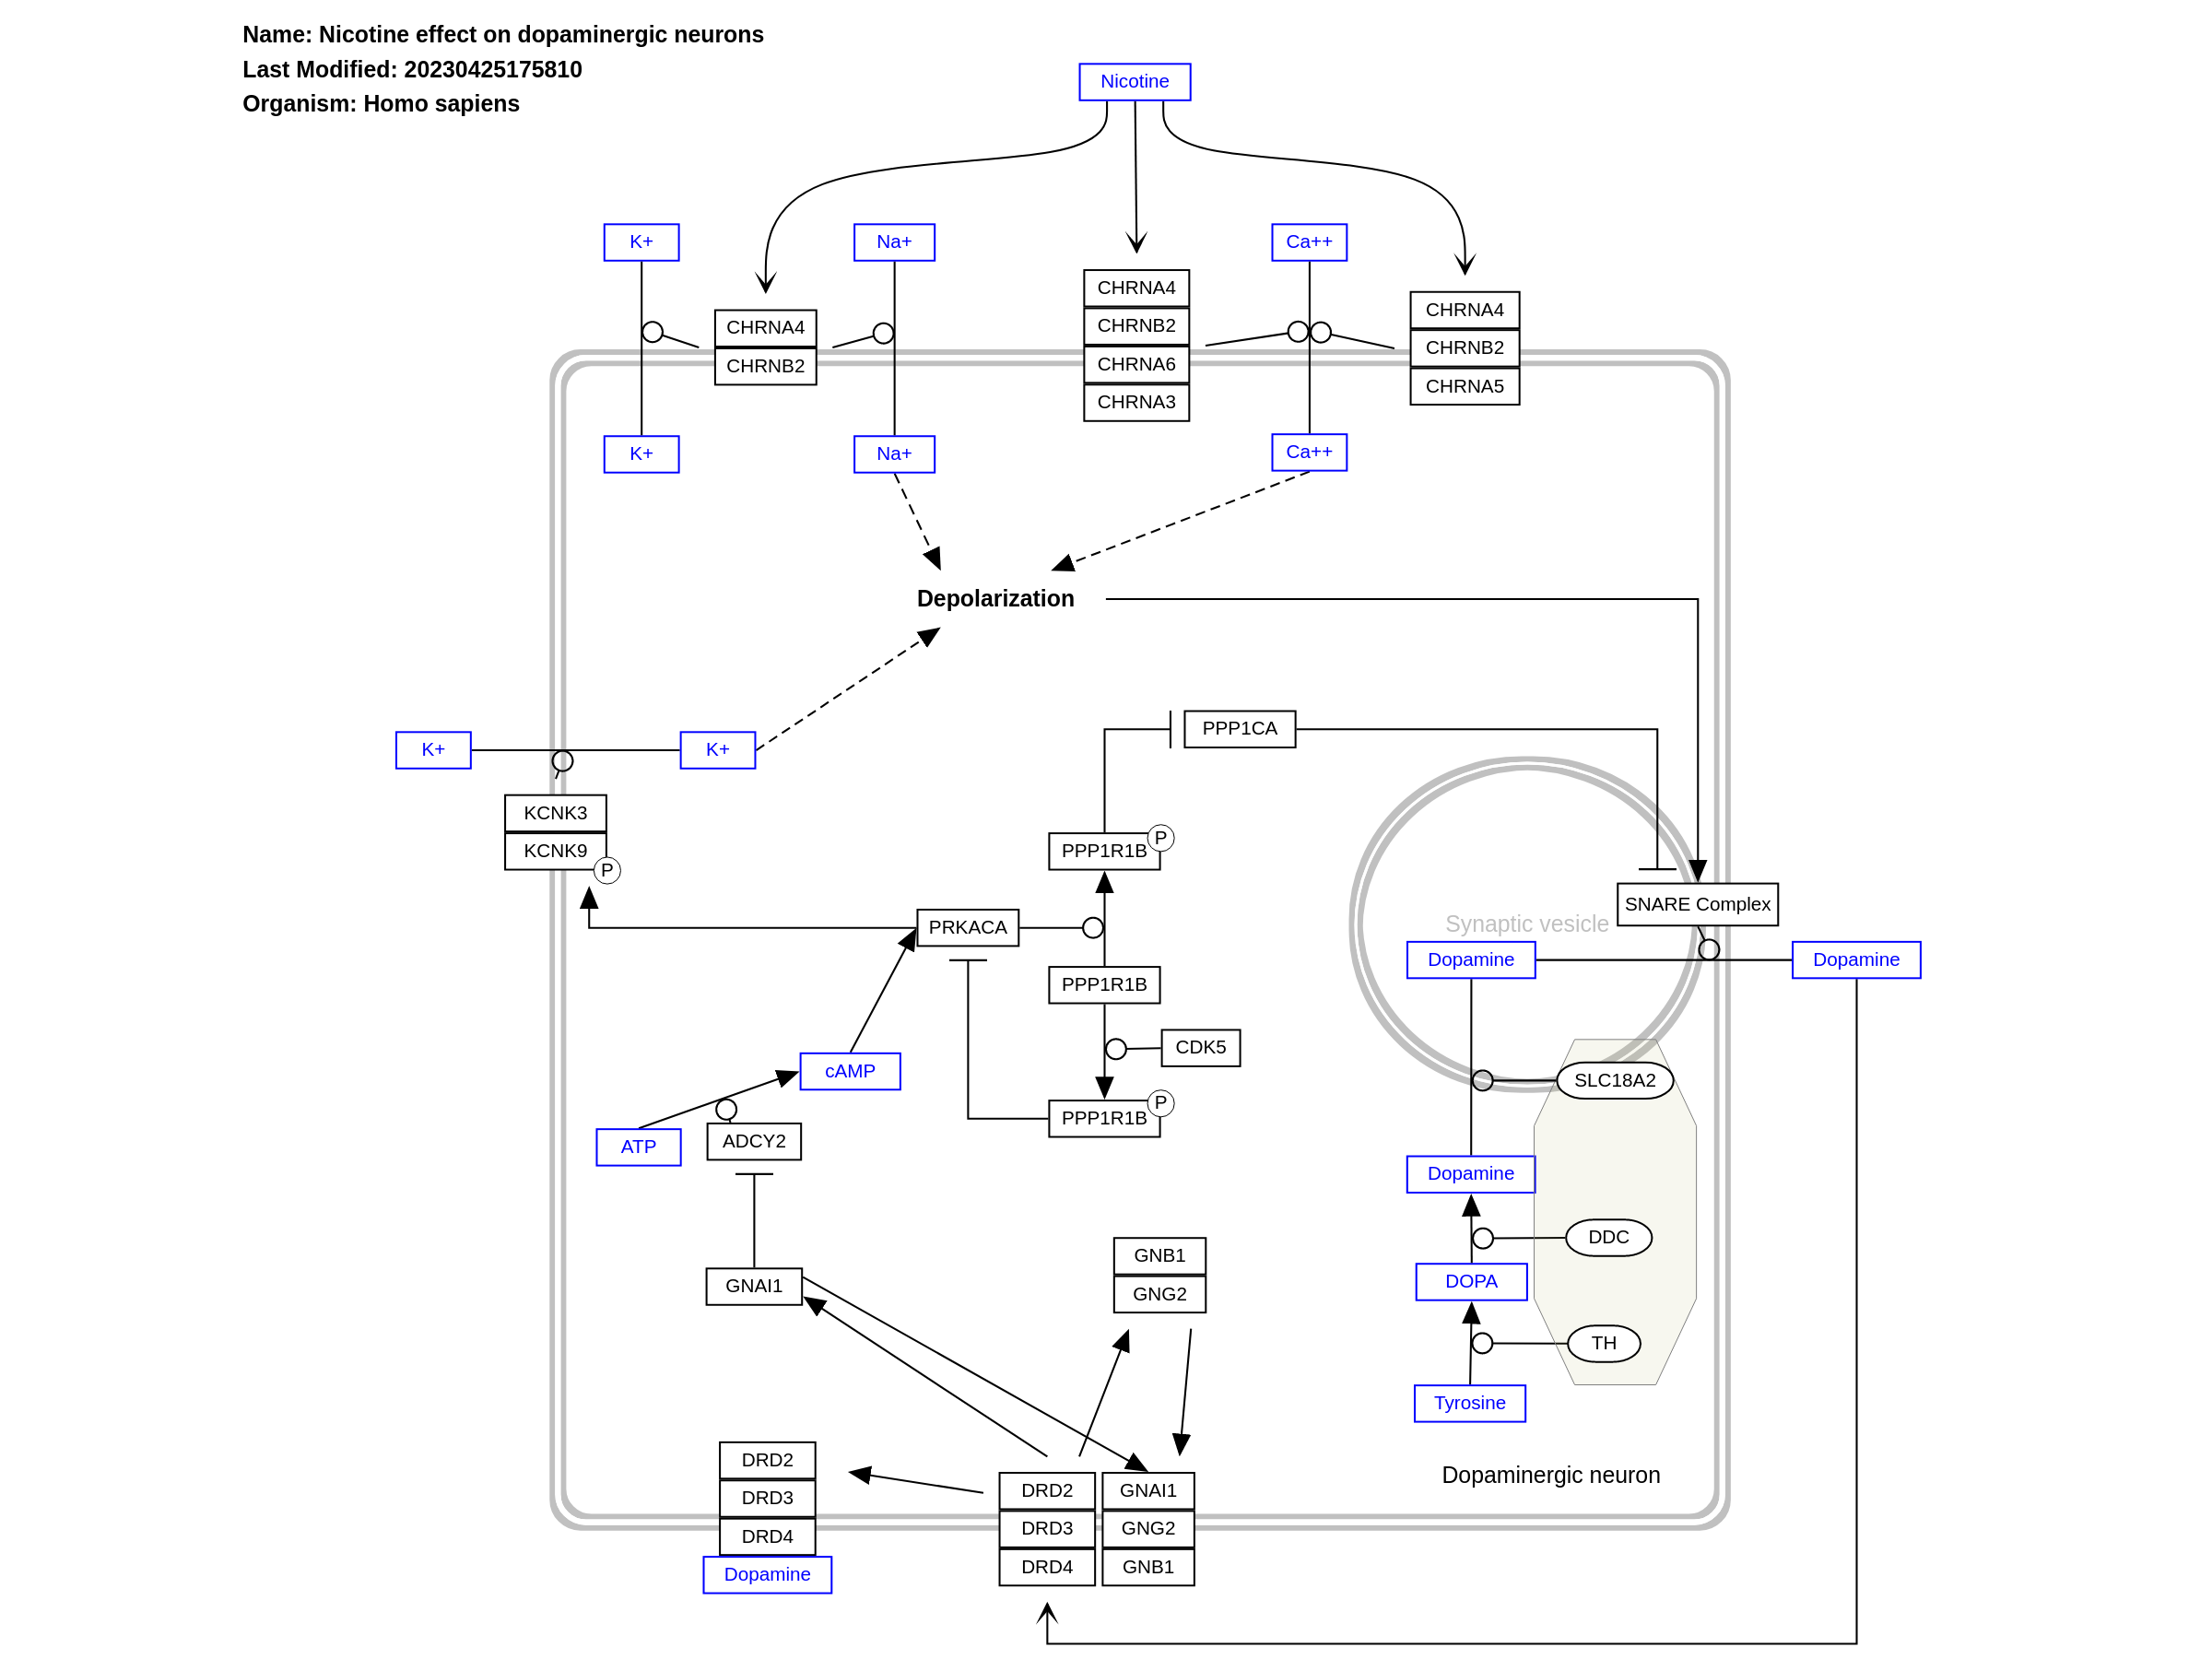 Name: Nicotine effect on dopaminergic neurons
Last Modified: 20230425175810
Organism: Homo sapiens
Nicotine
K+
Na+
Ca++
CHRNA4
CHRNB2
CHRNA4
CHRNB2
CHRNA6
CHRNA3
CHRNA4
CHRNB2
CHRNA5
K+
Na+
Ca++
Depolarization
K+
K+
KCNK3
KCNK9
P
PPP1CA
PPP1R1B
P
SNARE Complex
Synaptic vesicle
PRKACA
Dopamine
Dopamine
PPP1R1B
CDK5
cAMP
PPP1R1B
P
SLC18A2
ATP
ADCY2
Dopamine
DDC
GNB1
GNG2
GNAI1
DOPA
TH
Tyrosine
Dopaminergic neuron
DRD2
DRD3
DRD4
Dopamine
DRD2
DRD3
DRD4
GNAI1
GNG2
GNB1